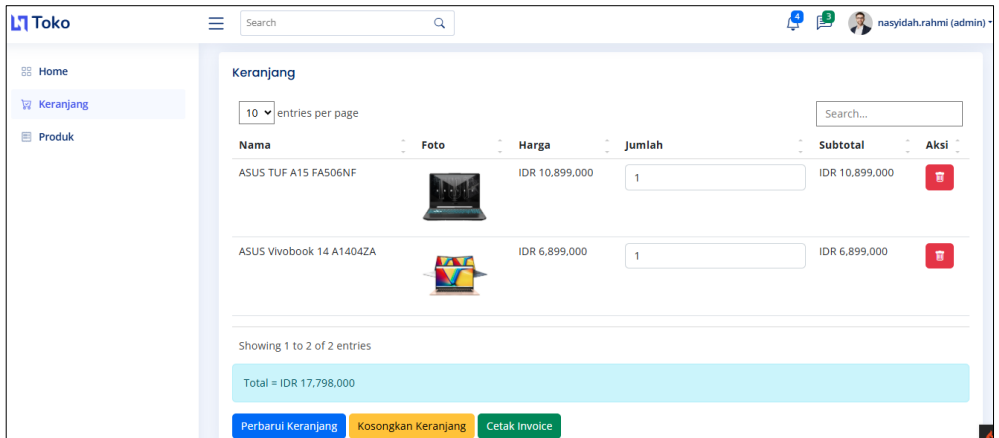 Toko
Search
4
3
nasyidah.rahmi (admin)
Home
Keranjang
Produk
Keranjang
10 entries per page
Search...
Nama Foto Harga Jumlah Subtotal Aksi
ASUS TUF A15 FA506NF IDR 10,899,000 1 IDR 10,899,000
ASUS Vivobook 14 A1404ZA IDR 6,899,000 1 IDR 6,899,000
Showing 1 to 2 of 2 entries
Total = IDR 17,798,000
Perbarui Keranjang Kosongkan Keranjang Cetak Invoice